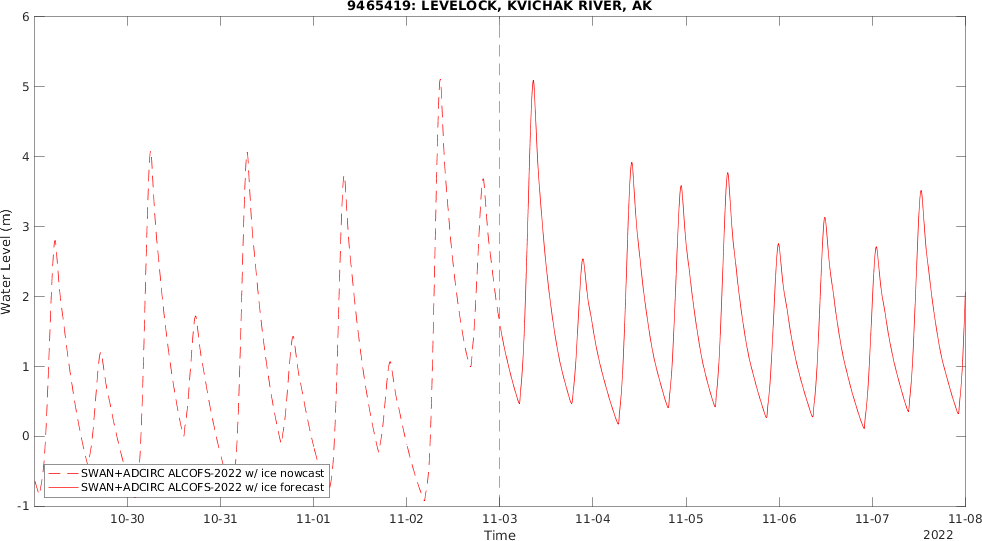 9465419: LEVELOCK, KVICHAK RIVER, AK
6
5
4
3
2
1
0
-1
Water Level (m)
SWAN+ADCIRC ALCOFS-2022 w/ ice nowcast
SWAN+ADCIRC ALCOFS-2022 w/ ice forecast
10-30 10-31 11-01 11-02 11-03 11-04 11-05 11-06 11-07 11-08
Time
2022